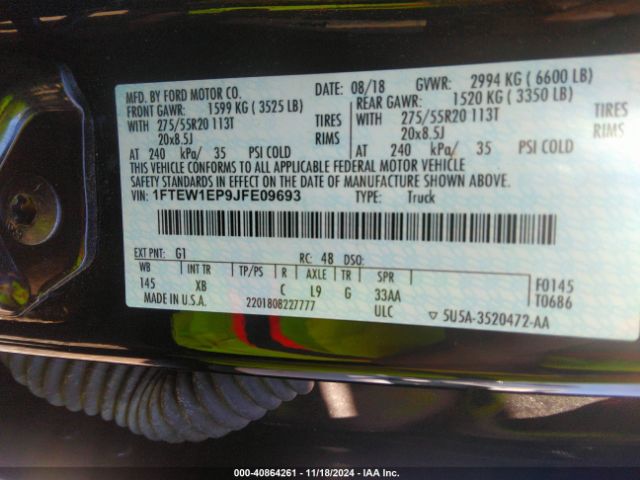 MFD. BY FORD MOTOR CO. DATE: 08/18 GVWR: 2994 KG ( 6600 LB)
FRONT GAWR: 1599 KG ( 3525 LB) REAR GAWR: 1520 KG ( 3350 LB)
WITH 275/55R20 113T TIRES WITH 275/55R20 113T TIRES
20x8.5J RIMS 20x8.5J RIMS
AT 240 kPa/ 35 PSI COLD AT 240 kPa/ 35 PSI COLD
THIS VEHICLE CONFORMS TO ALL APPLICABLE FEDERAL MOTOR VEHICLE
SAFETY STANDARDS IN EFFECT ON THE DATE OF MANUFACTURE SHOWN ABOVE.
VIN: 1FTEW1EP9JFE09693 TYPE: Truck
EXT PNT: G1 RC: 48 DSO:
WB INT TR TP/PS R AXLE TR SPR F0145
145 XB C L9 G 33AA T0686
MADE IN U.S.A. 2201808227777 ULC ▽ 5U5A-3520472-AA
000-40864261 - 11/18/2024 - IAA Inc.